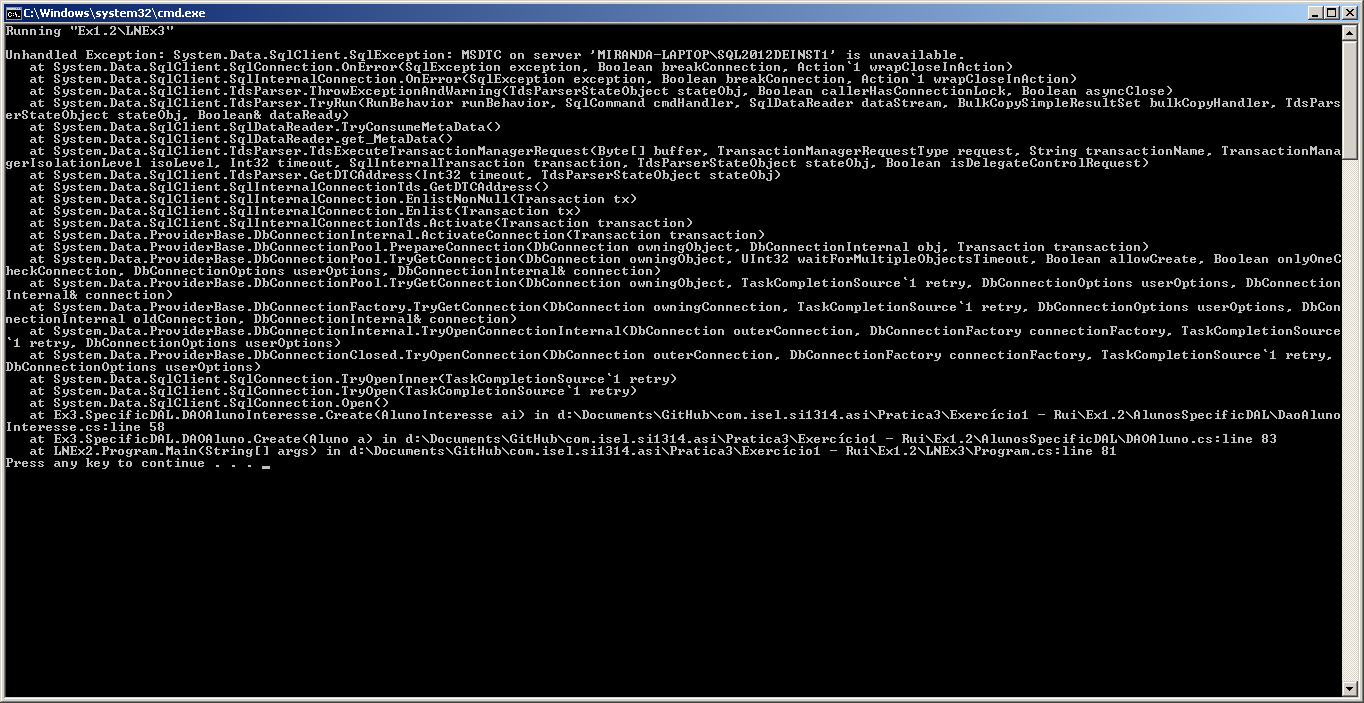 C:\Windows\system32\cmd.exe
Running "Ex1.2\LNEx3"
Unhandled Exception: System.Data.SqlClient.SqlException: MSDTC on server 'MIRANDA-LAPTOP\SQL2012DEINST1' is unavailable.
   at System.Data.SqlClient.SqlConnection.OnError(SqlException exception, Boolean breakConnection, Action`1 wrapCloseInAction)
   at System.Data.SqlClient.SqlInternalConnection.OnError(SqlException exception, Boolean breakConnection, Action`1 wrapCloseInAction)
   at System.Data.SqlClient.TdsParser.ThrowExceptionAndWarning(TdsParserStateObject stateObj, Boolean callerHasConnectionLock, Boolean asyncClose)
   at System.Data.SqlClient.TdsParser.TryRun(RunBehavior runBehavior, SqlCommand cmdHandler, SqlDataReader dataStream, BulkCopySimpleResultSet bulkCopyHandler, TdsPars
erStateObject stateObj, Boolean& dataReady)
   at System.Data.SqlClient.SqlDataReader.TryConsumeMetaData()
   at System.Data.SqlClient.SqlDataReader.get_MetaData()
   at System.Data.SqlClient.TdsParser.TdsExecuteTransactionManagerRequest(Byte[] buffer, TransactionManagerRequestType request, String transactionName, TransactionMana
gerIsolationLevel isoLevel, Int32 timeout, SqlInternalTransaction transaction, TdsParserStateObject stateObj, Boolean isDelegateControlRequest)
   at System.Data.SqlClient.TdsParser.GetDTCAddress(Int32 timeout, TdsParserStateObject stateObj)
   at System.Data.SqlClient.SqlInternalConnectionTds.GetDTCAddress()
   at System.Data.SqlClient.SqlInternalConnection.EnlistNonNull(Transaction tx)
   at System.Data.SqlClient.SqlInternalConnection.Enlist(Transaction tx)
   at System.Data.SqlClient.SqlInternalConnectionTds.Activate(Transaction transaction)
   at System.Data.ProviderBase.DbConnectionInternal.ActivateConnection(Transaction transaction)
   at System.Data.ProviderBase.DbConnectionPool.PrepareConnection(DbConnection owningObject, DbConnectionInternal obj, Transaction transaction)
   at System.Data.ProviderBase.DbConnectionPool.TryGetConnection(DbConnection owningObject, UInt32 waitForMultipleObjectsTimeout, Boolean allowCreate, Boolean onlyOneC
heckConnection, DbConnectionOptions userOptions, DbConnectionInternal& connection)
   at System.Data.ProviderBase.DbConnectionPool.TryGetConnection(DbConnection owningObject, TaskCompletionSource`1 retry, DbConnectionOptions userOptions, DbConnection
Internal& connection)
   at System.Data.ProviderBase.DbConnectionFactory.TryGetConnection(DbConnection owningConnection, TaskCompletionSource`1 retry, DbConnectionOptions userOptions, DbCon
nectionInternal oldConnection, DbConnectionInternal& connection)
   at System.Data.ProviderBase.DbConnectionInternal.TryOpenConnectionInternal(DbConnection outerConnection, DbConnectionFactory connectionFactory, TaskCompletionSource
`1 retry, DbConnectionOptions userOptions)
   at System.Data.ProviderBase.DbConnectionClosed.TryOpenConnection(DbConnection outerConnection, DbConnectionFactory connectionFactory, TaskCompletionSource`1 retry,
DbConnectionOptions userOptions)
   at System.Data.SqlClient.SqlConnection.TryOpenInner(TaskCompletionSource`1 retry)
   at System.Data.SqlClient.SqlConnection.TryOpen(TaskCompletionSource`1 retry)
   at System.Data.SqlClient.SqlConnection.Open()
   at Ex3.SpecificDAL.DAOAlunoInteresse.Create(AlunoInteresse ai) in d:\Documents\GitHub\com.isel.si1314.asi\Pratica3\Exercício1 - Rui\Ex1.2\AlunosSpecificDAL\DaoAluno
Interesse.cs:line 58
   at Ex3.SpecificDAL.DAOAluno.Create(Aluno a) in d:\Documents\GitHub\com.isel.si1314.asi\Pratica3\Exercício1 - Rui\Ex1.2\AlunosSpecificDAL\DAOAluno.cs:line 83
   at LNEx2.Program.Main(String[] args) in d:\Documents\GitHub\com.isel.si1314.asi\Pratica3\Exercício1 - Rui\Ex1.2\LNEx3\Program.cs:line 81
Press any key to continue . . . _